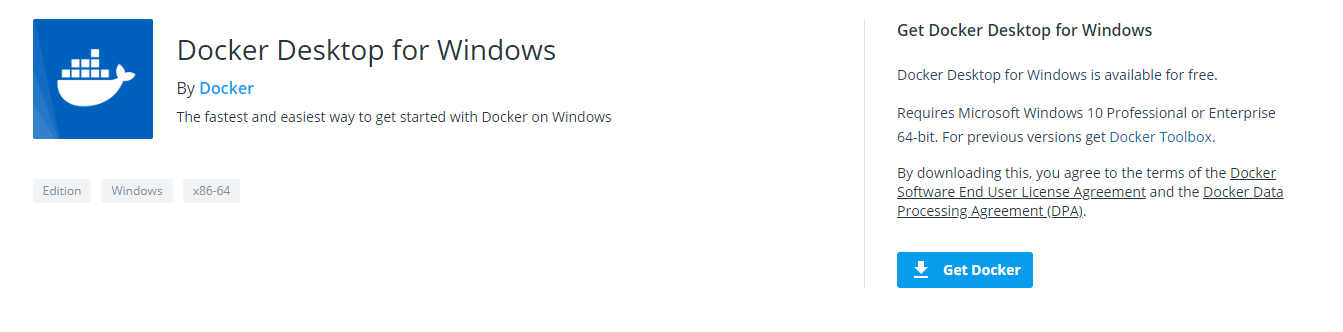 Docker Desktop for Windows
By Docker
The fastest and easiest way to get started with Docker on Windows
Edition
Windows
x86-64
Get Docker Desktop for Windows
Docker Desktop for Windows is available for free.
Requires Microsoft Windows 10 Professional or Enterprise
64-bit. For previous versions get Docker Toolbox.
By downloading this, you agree to the terms of the Docker
Software End User License Agreement and the Docker Data
Processing Agreement (DPA).
Get Docker